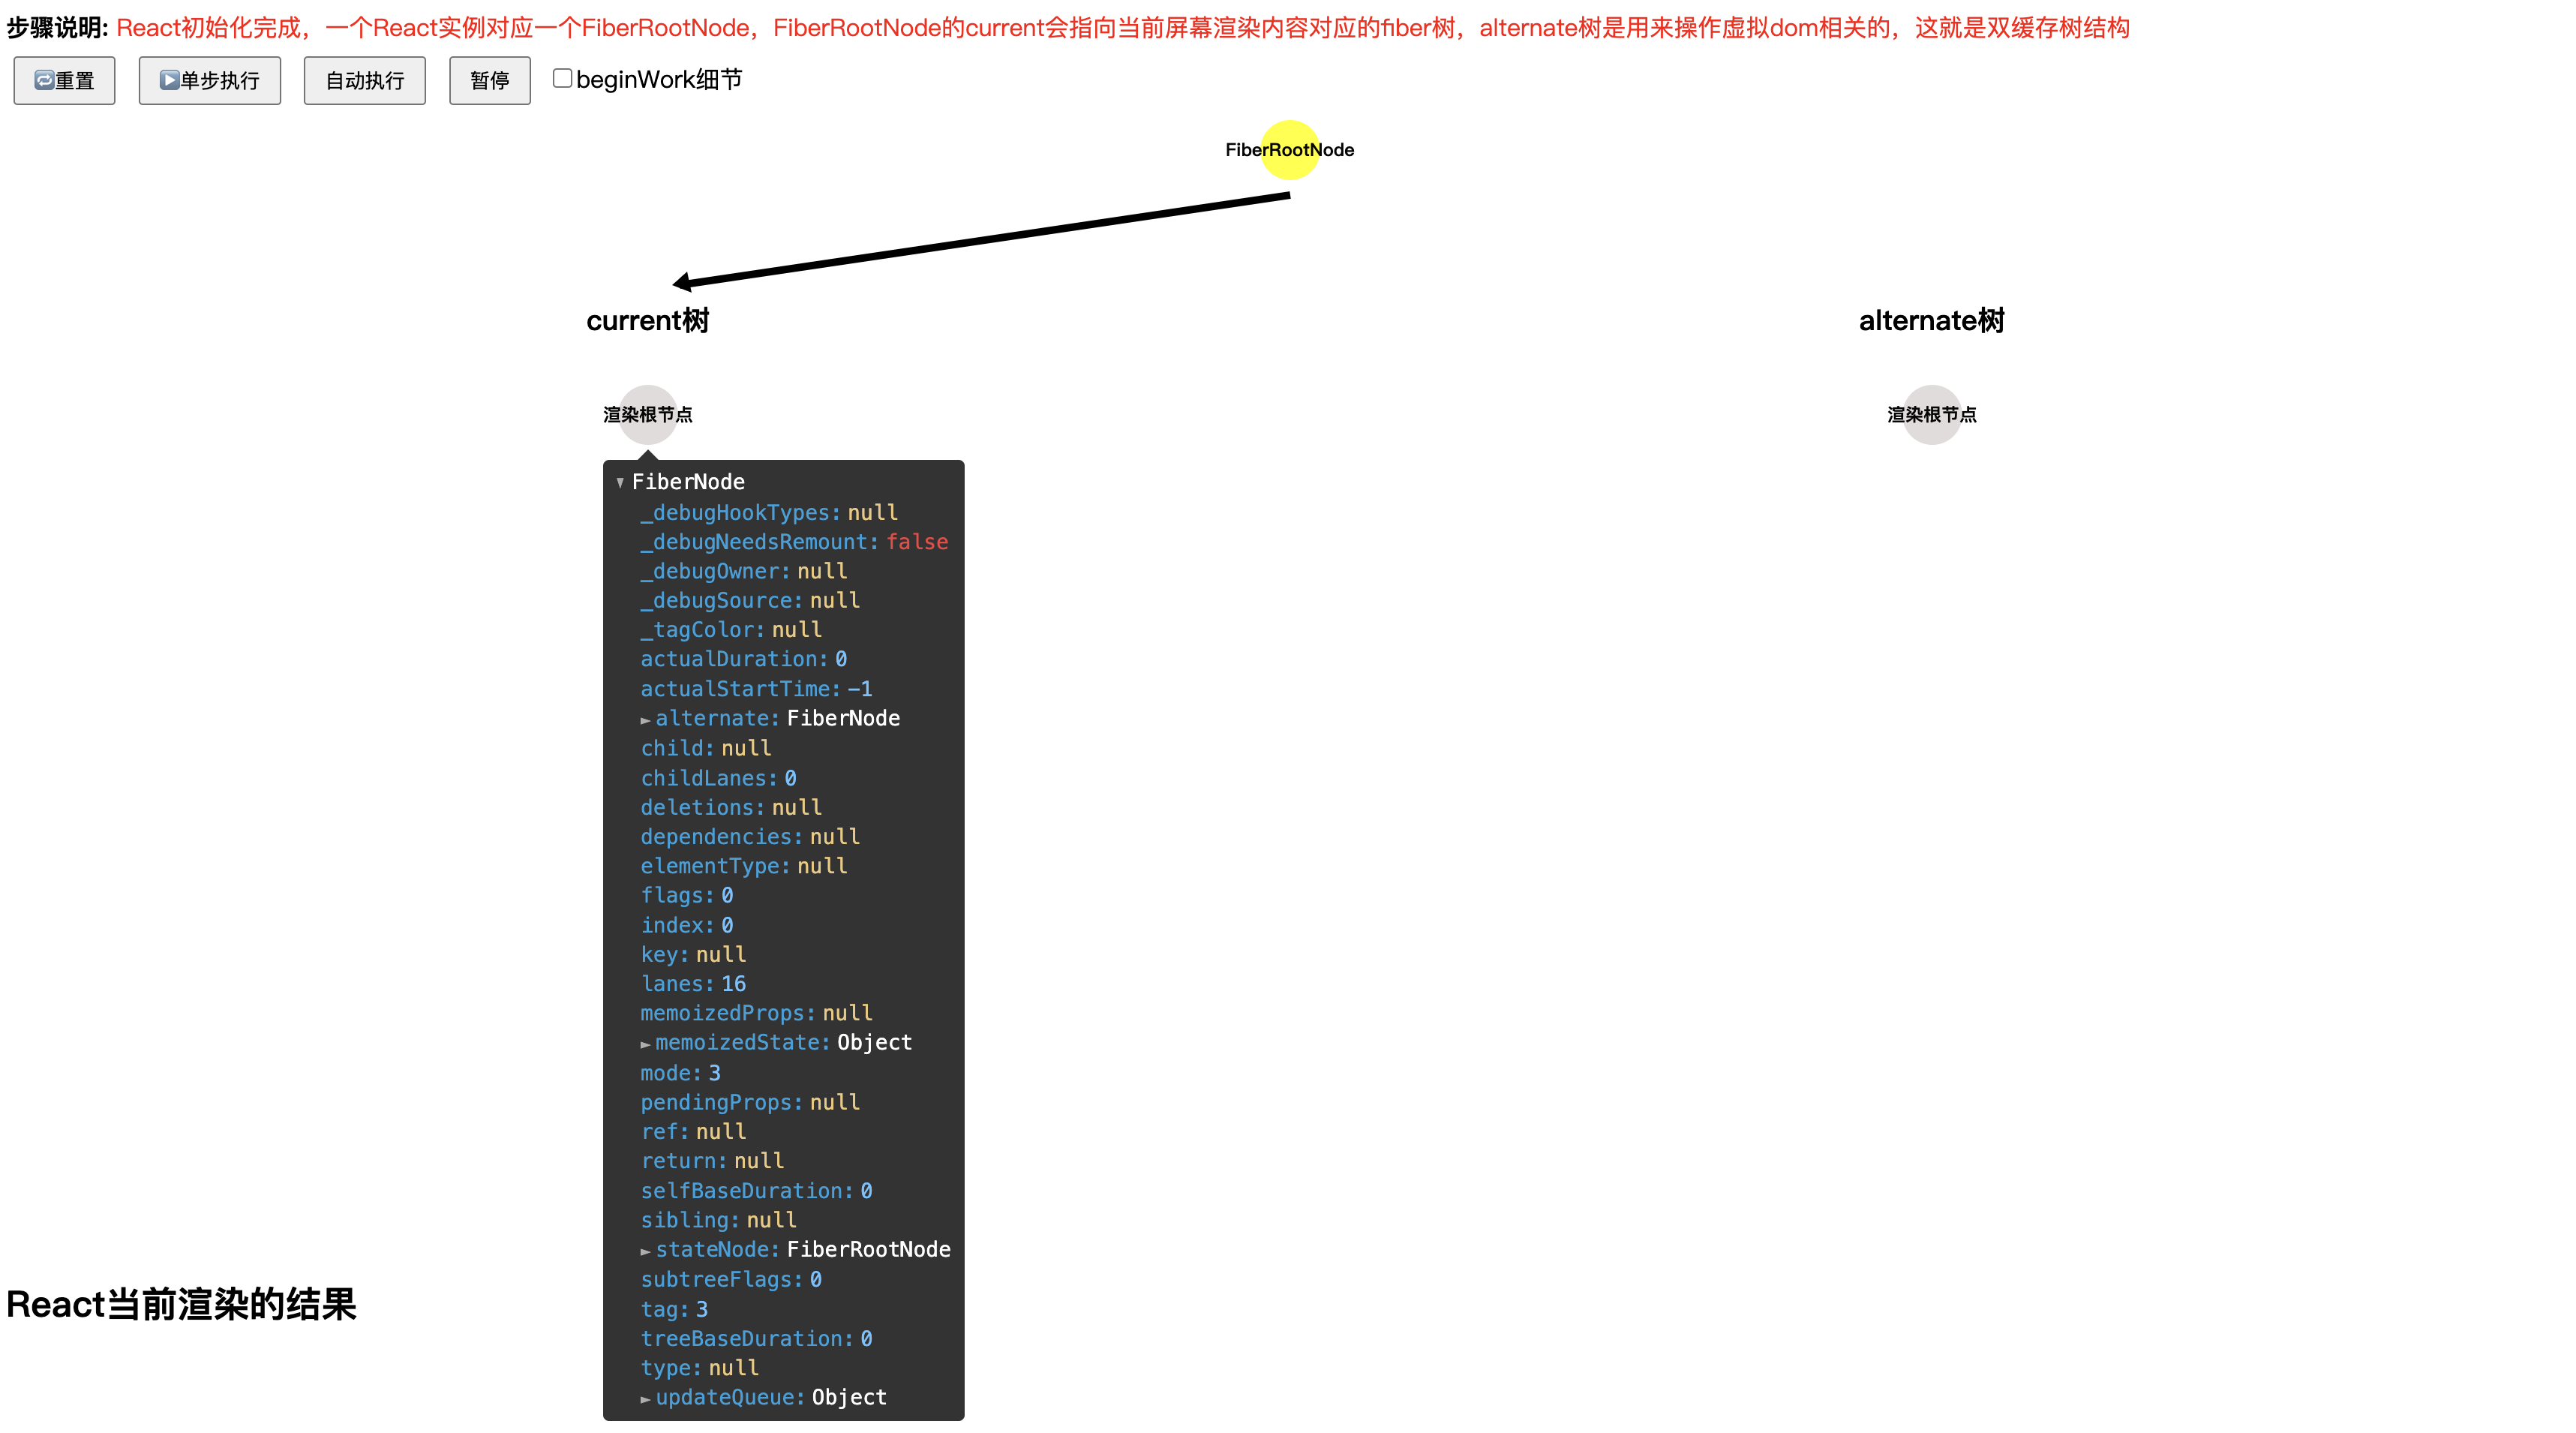 步骤说明: React初始化完成，一个React实例对应一个FiberRootNode，FiberRootNode的current会指向当前屏幕渲染内容对应的fiber树，alternate树是用来操作虚拟dom相关的，这就是双缓存树结构
🔁重置 ▶️单步执行 自动执行 暂停 beginWork细节
FiberRootNode
current树 alternate树
渲染根节点 渲染根节点
▼ FiberNode
_debugHookTypes: null
_debugNeedsRemount: false
_debugOwner: null
_debugSource: null
_tagColor: null
actualDuration: 0
actualStartTime: -1
► alternate: FiberNode
child: null
childLanes: 0
deletions: null
dependencies: null
elementType: null
flags: 0
index: 0
key: null
lanes: 16
memoizedProps: null
► memoizedState: Object
mode: 3
pendingProps: null
ref: null
return: null
selfBaseDuration: 0
sibling: null
► stateNode: FiberRootNode
subtreeFlags: 0
tag: 3
treeBaseDuration: 0
type: null
► updateQueue: Object
React当前渲染的结果